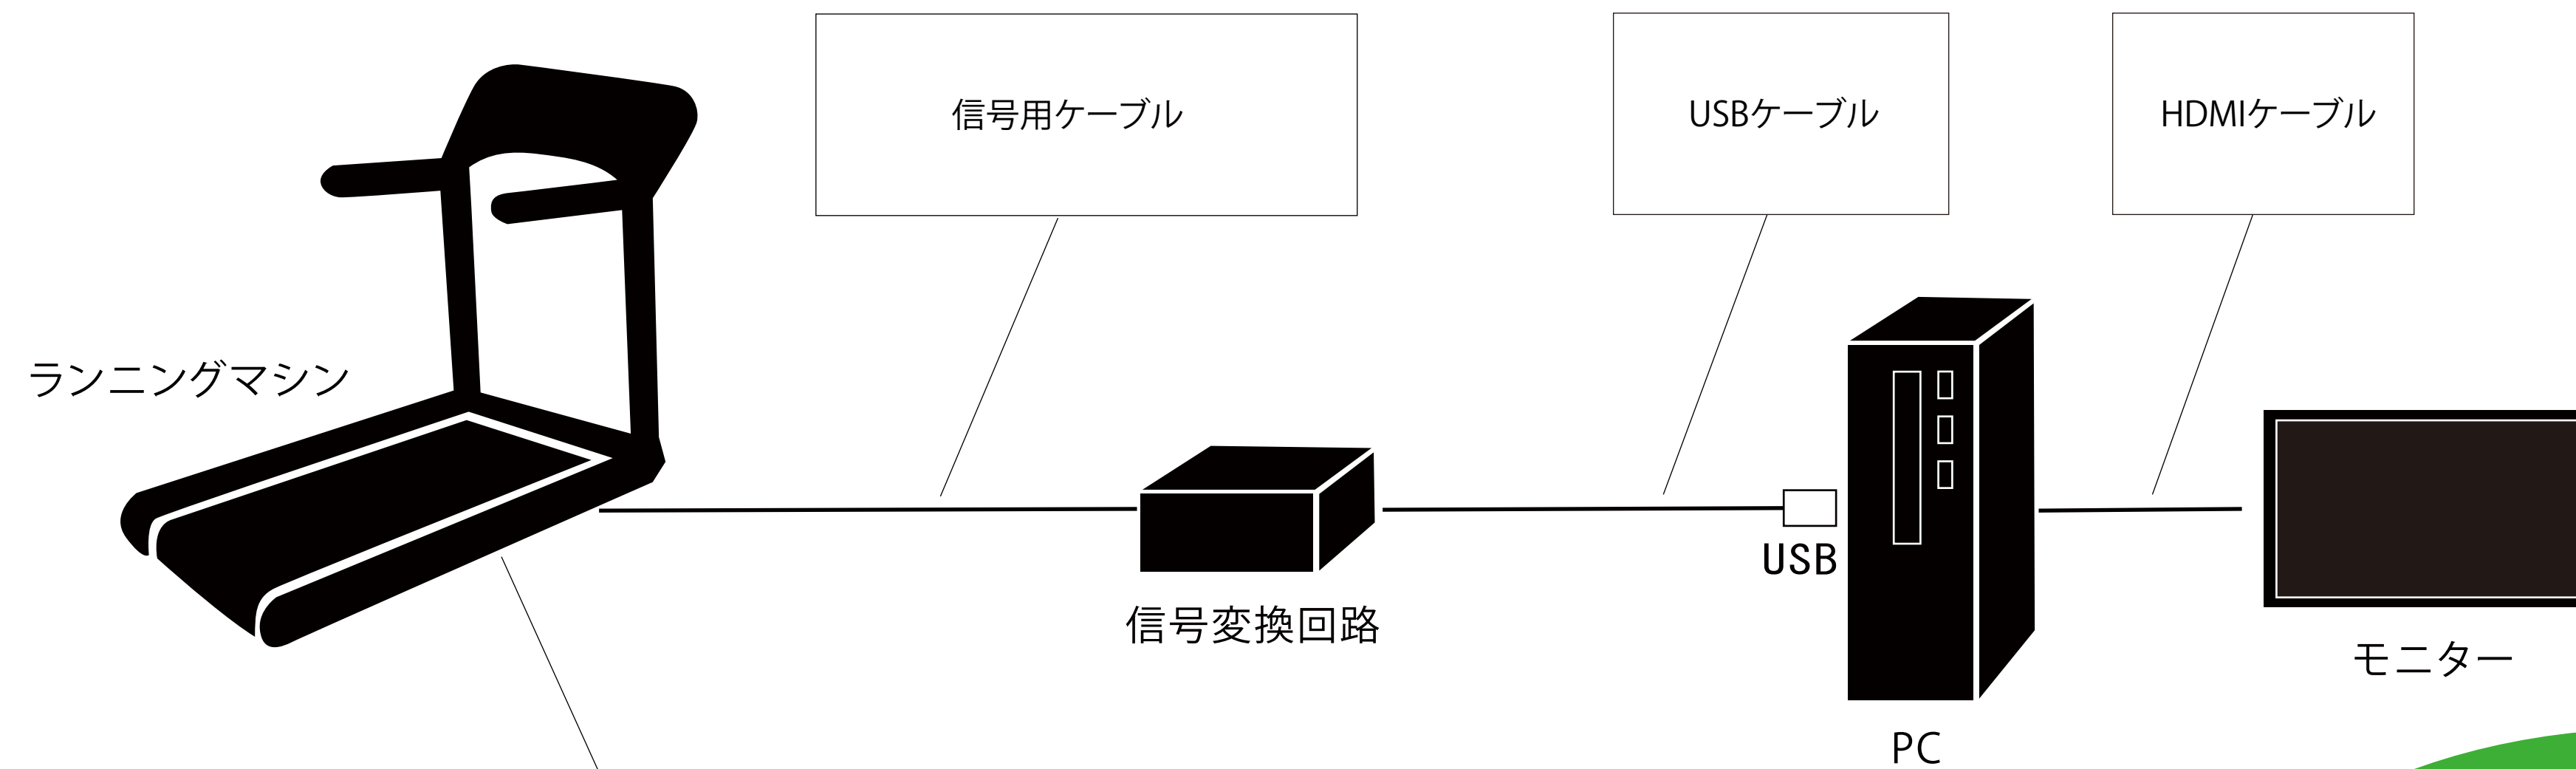 信号用ケーブル
USBケーブル
HDMIケーブル
ランニングマシン
USB
信号変換回路
モニター
PC